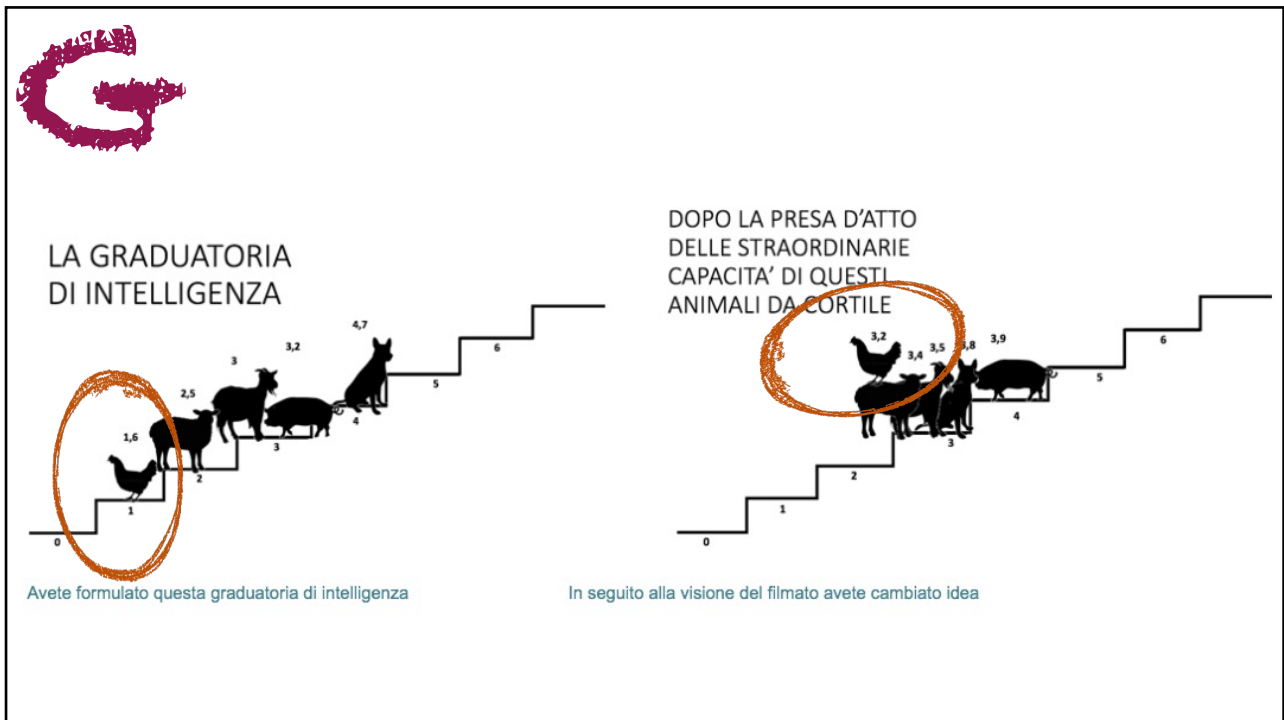 G
LA GRADUATORIA
DI INTELLIGENZA
4,7
3,2
3
2,5
1,6
6
5
4
3
2
1
0
Avete formulato questa graduatoria di intelligenza
DOPO LA PRESA D'ATTO
DELLE STRAORDINARIE
CAPACITA' DI QUESTI
ANIMALI DA CORTILE
3,2
3,4
3,5
3,9
6
5
4
3
2
1
0
In seguito alla visione del filmato avete cambiato idea